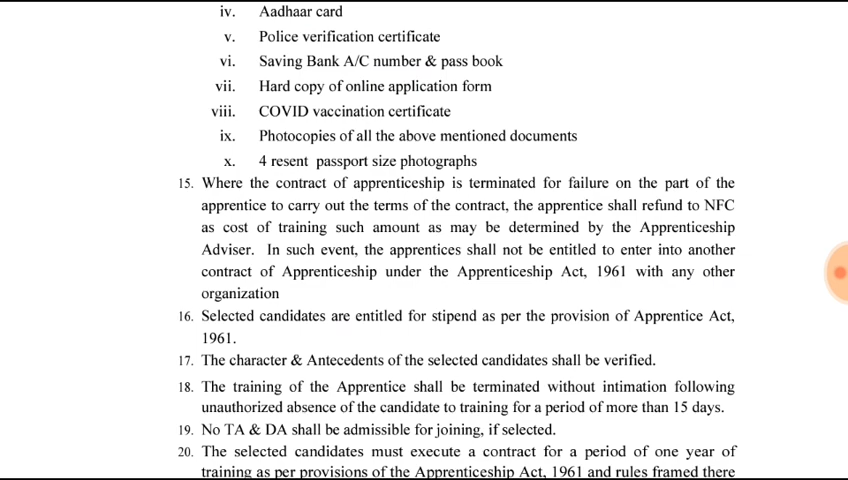 iv. Aadhaar card
v. Police verification certificate
vi. Saving Bank A/C number & pass book
vii. Hard copy of online application form
viii. COVID vaccination certificate
ix. Photocopies of all the above mentioned documents
x. 4 resent passport size photographs
15. Where the contract of apprenticeship is terminated for failure on the part of the
apprentice to carry out the terms of the contract, the apprentice shall refund to NFC
as cost of training such amount as may be determined by the Apprenticeship
Adviser. In such event, the apprentices shall not be entitled to enter into another
contract of Apprenticeship under the Apprenticeship Act, 1961 with any other
organization
16. Selected candidates are entitled for stipend as per the provision of Apprentice Act,
1961.
17. The character & Antecedents of the selected candidates shall be verified.
18. The training of the Apprentice shall be terminated without intimation following
unauthorized absence of the candidate to training for a period of more than 15 days.
19. No TA & DA shall be admissible for joining, if selected.
20. The selected candidates must execute a contract for a period of one year of
training as per provisions of the Apprenticeship Act, 1961 and rules framed there